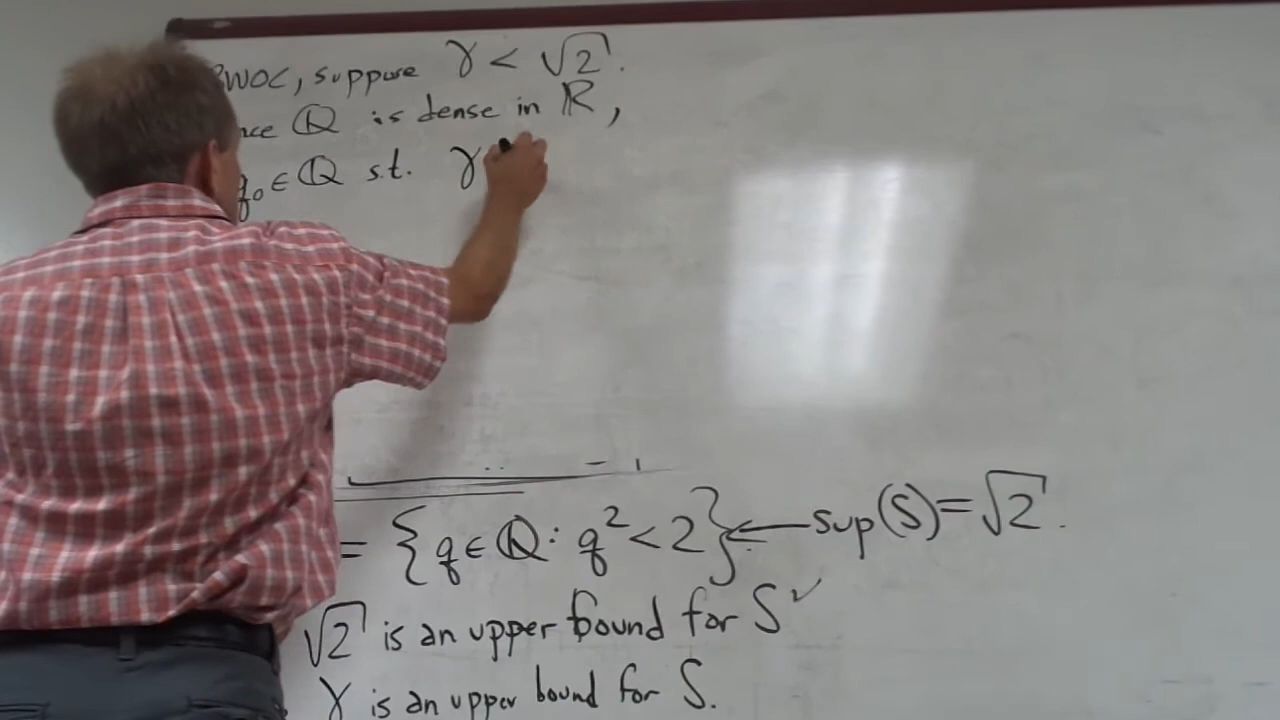 WOC, suppose γ < √2.
nce ℚ is dense in ℝ,
q₀ ∈ ℚ s.t. γ
= {q ∈ ℚ : q² < 2} ← sup(S) = √2.
√2 is an upper bound for S ✓
γ is an upper bound for S.